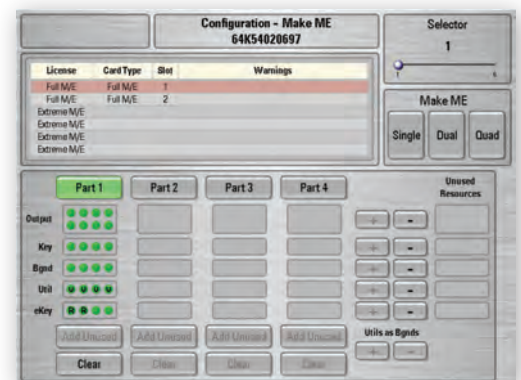 Configuration - Make ME
64K54020697
Selector
1
1
License Card Type Slot Warnings
Full M/E Full M/E 1
Full M/E Full M/E 2
Extreme M/E
Extreme M/E
Extreme M/E
Extreme M/E
Make ME
Single Dual Quad
Part 1 Part 2 Part 3 Part 4 Unused
Resources
Output + -
Key + -
Bgnd + -
Util U U U U + -
eKey R R + -
Add Unused Add Unused Add Unused Add Unused Utils as Bgnds
Clear Clear Clear Clear + -